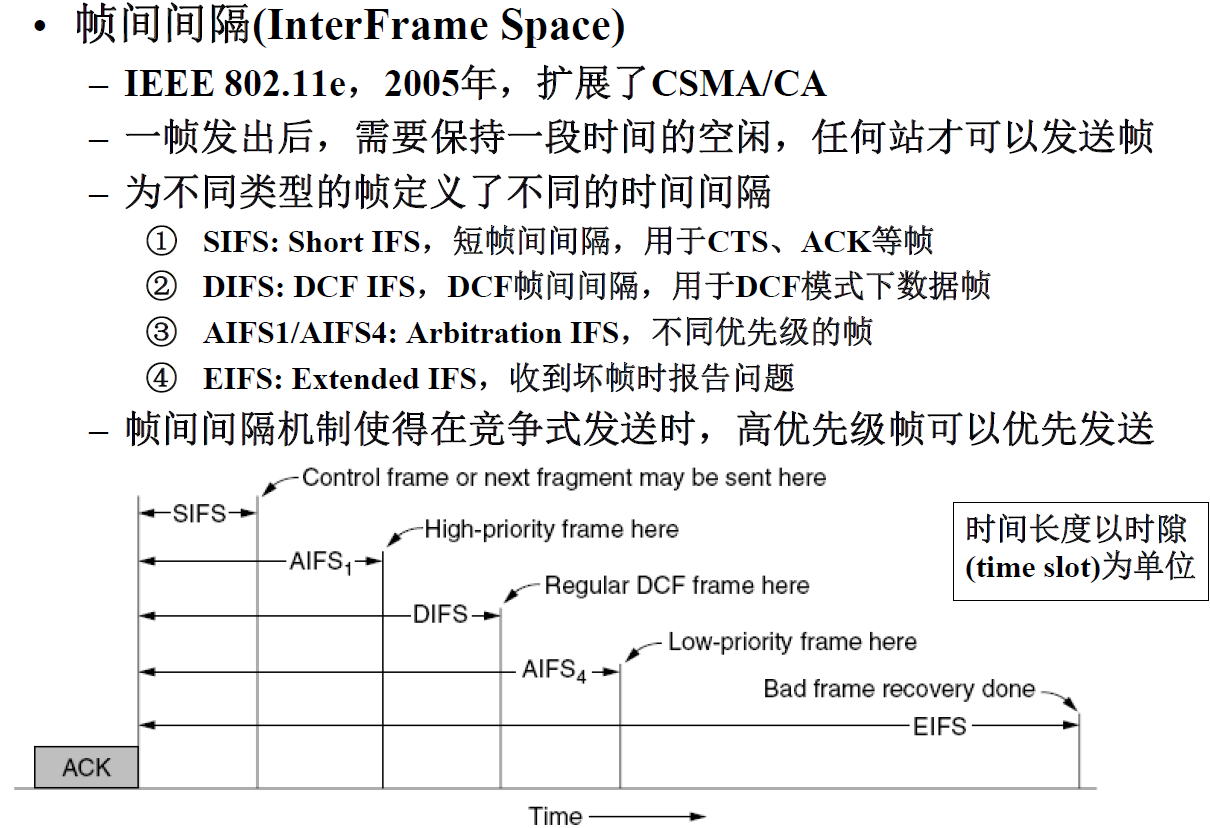 • 帧间间隔(InterFrame Space)
– IEEE 802.11e，2005年，扩展了CSMA/CA
– 一帧发出后，需要保持一段时间的空闲，任何站才可以发送帧
– 为不同类型的帧定义了不同的时间间隔
① SIFS: Short IFS，短帧间间隔，用于CTS、ACK等帧
② DIFS: DCF IFS，DCF帧间间隔，用于DCF模式下数据帧
③ AIFS1/AIFS4: Arbitration IFS，不同优先级的帧
④ EIFS: Extended IFS，收到坏帧时报告问题
– 帧间间隔机制使得在竞争式发送时，高优先级帧可以优先发送
Control frame or next fragment may be sent here
SIFS
High-priority frame here
AIFS1
时间长度以时隙
(time slot)为单位
Regular DCF frame here
DIFS
Low-priority frame here
AIFS4
Bad frame recovery done
EIFS
ACK
Time